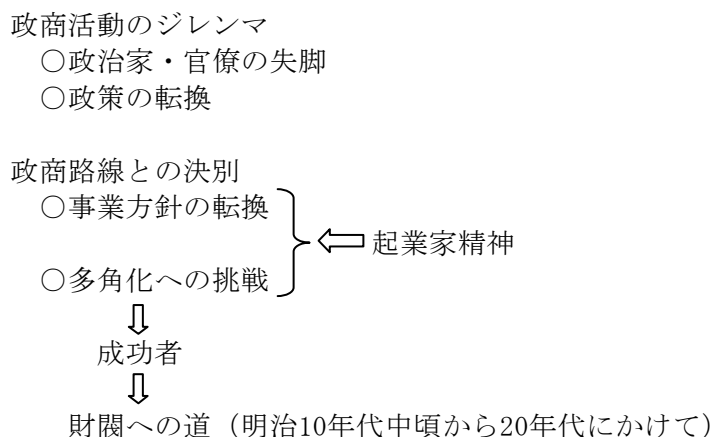 政商活動のジレンマ
○政治家・官僚の失脚
○政策の転換
政商路線との決別
○事業方針の転換
起業家精神
○多角化への挑戦
成功者
財閥への道(明治10年代中頃から20年代にかけて)